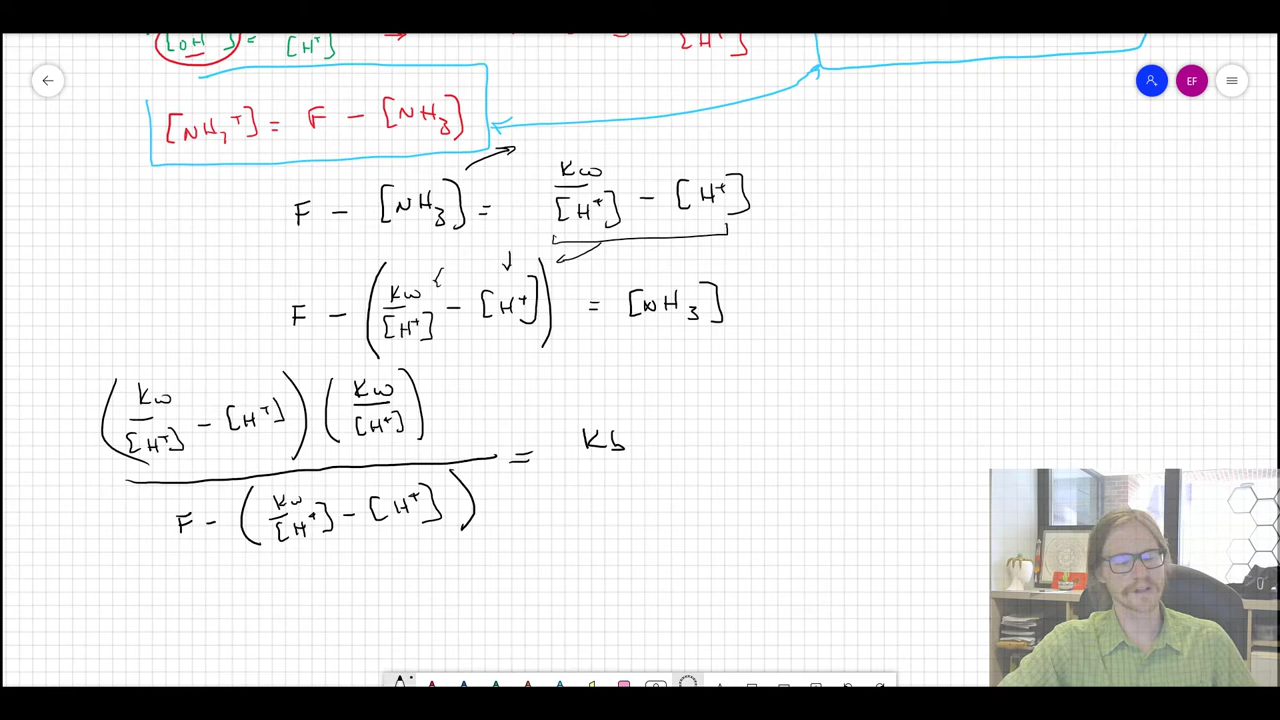 [OH⁻] = [H⁺] → [H⁺]
EF
[NH₄⁺] = F − [NH₃]
F − [NH₃] = Kw/[H⁺] − [H⁺]
F − (Kw/[H⁺] − [H⁺]) = [NH₃]
(Kw/[H⁺] − [H⁺]) (Kw/[H⁺])
= Kb
F − (Kw/[H⁺] − [H⁺])